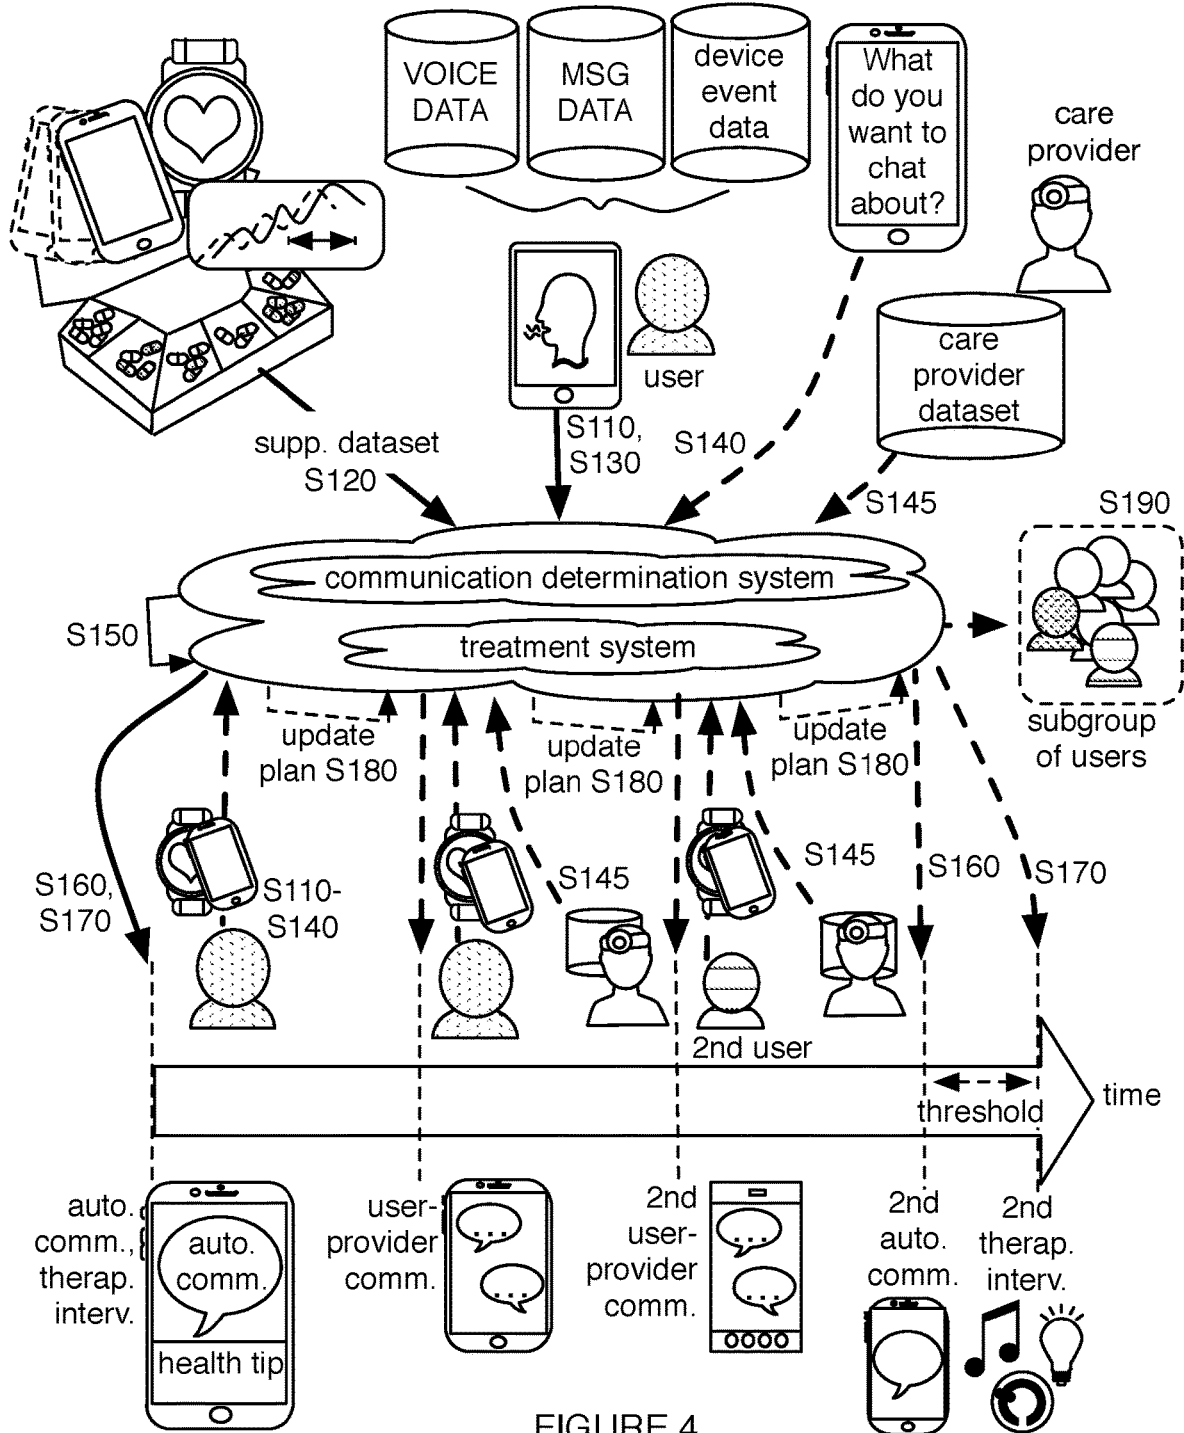 VOICE
DATA
MSG
DATA
device
event
data
What
do you
want to
chat
about?
care
provider
care
provider
dataset
user
supp. dataset
S120
S110,
S130
S140
S145
S190
communication determination system
treatment system
S150
subgroup
of users
update
plan S180
update
plan S180
update
plan S180
S160,
S170
S110-
S140
S145
S145
S160
S170
2nd user
threshold
time
auto.
comm.,
therap.
interv.
auto.
comm.
health tip
user-
provider
comm.
...
...
2nd
user-
provider
comm.
...
...
2nd
auto.
comm.
2nd
therap.
interv.
FIGURE 4